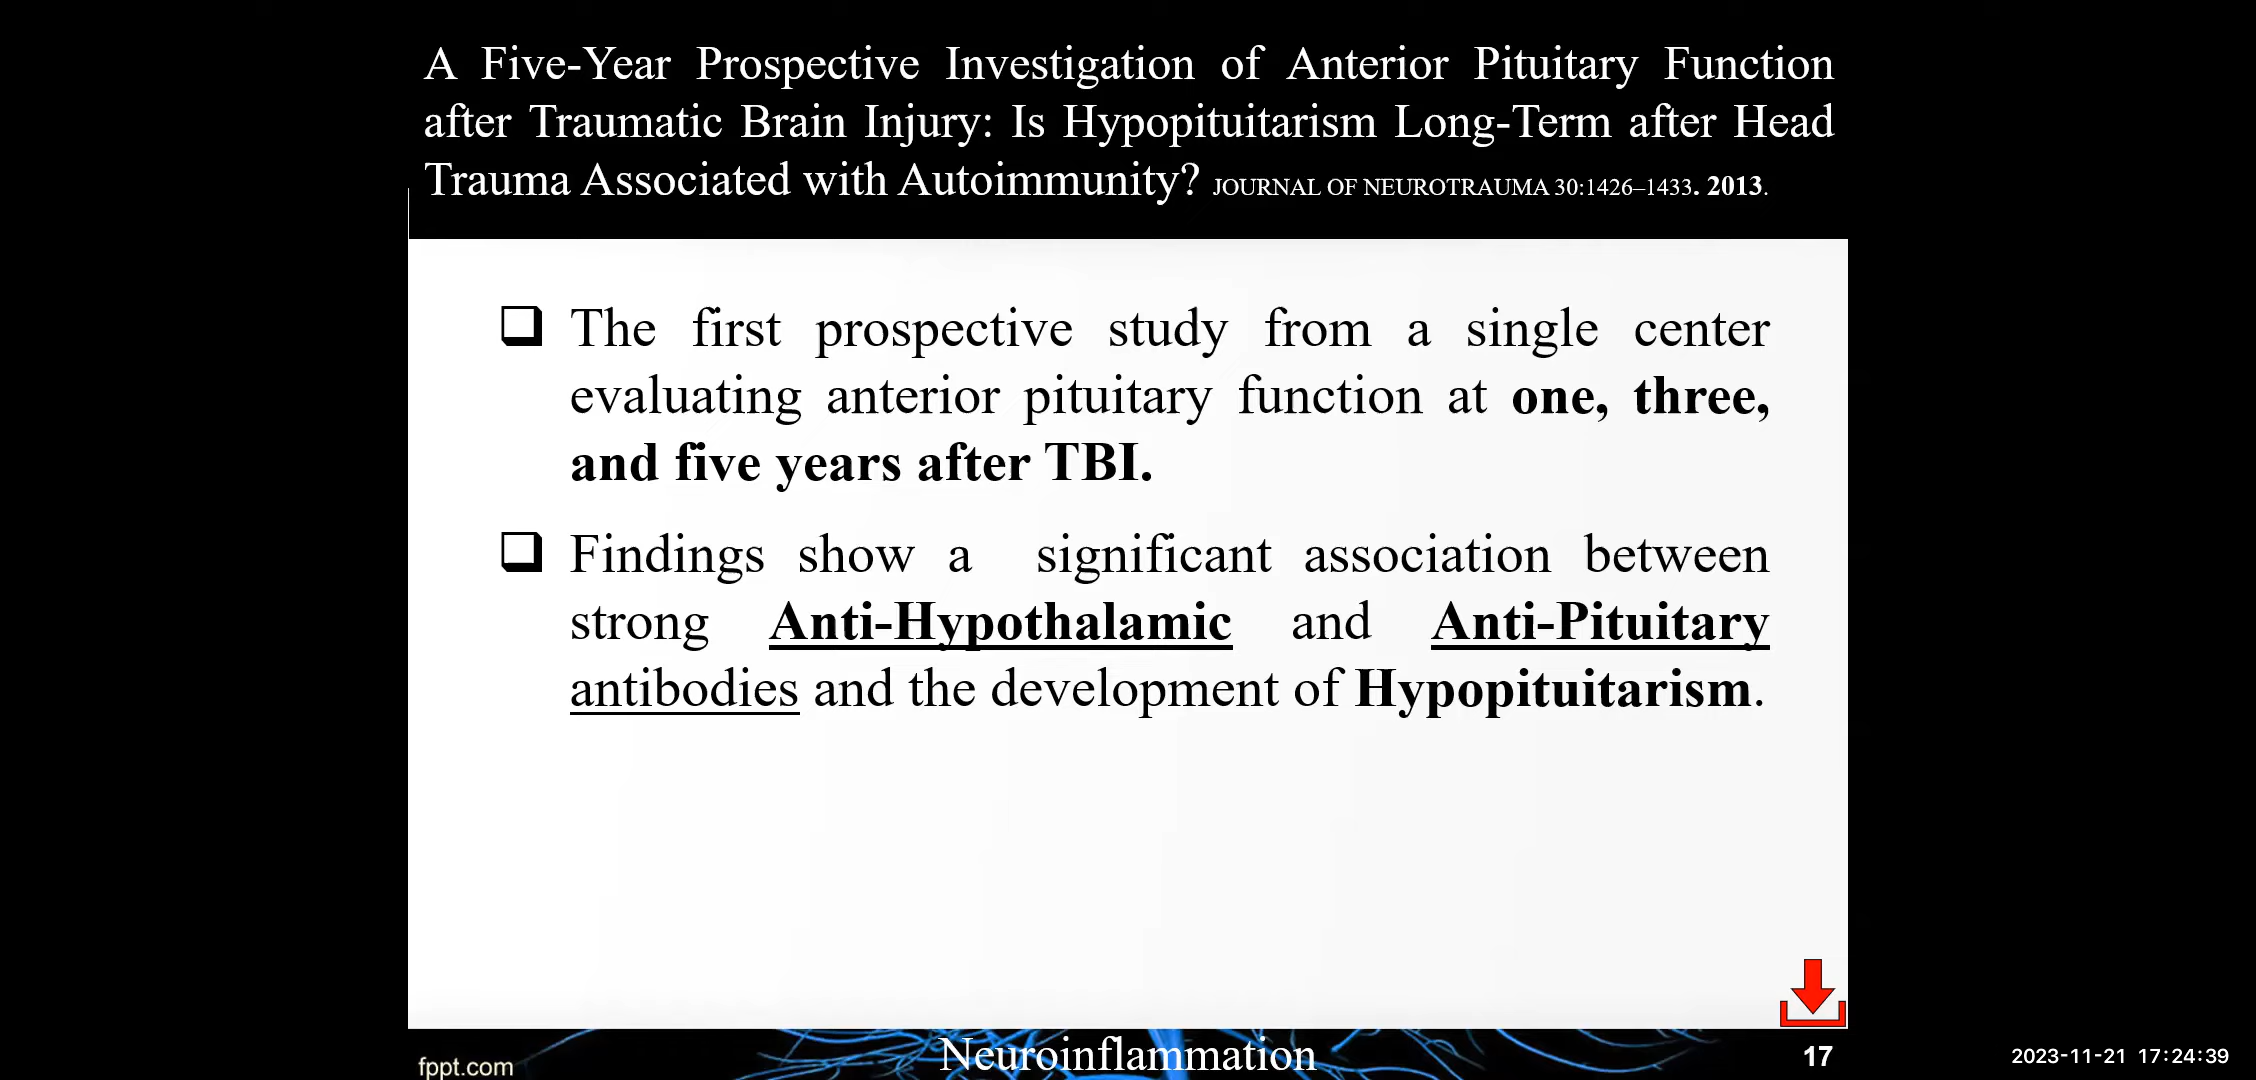 A Five-Year Prospective Investigation of Anterior Pituitary Function
after Traumatic Brain Injury: Is Hypopituitarism Long-Term after Head
Trauma Associated with Autoimmunity? JOURNAL OF NEUROTRAUMA 30:1426–1433. 2013.
The first prospective study from a single center
evaluating anterior pituitary function at one, three,
and five years after TBI.
Findings show a significant association between
strong Anti-Hypothalamic and Anti-Pituitary
antibodies and the development of Hypopituitarism.
fppt.com
Neuroinflammation
17
2023-11-21 17:24:39